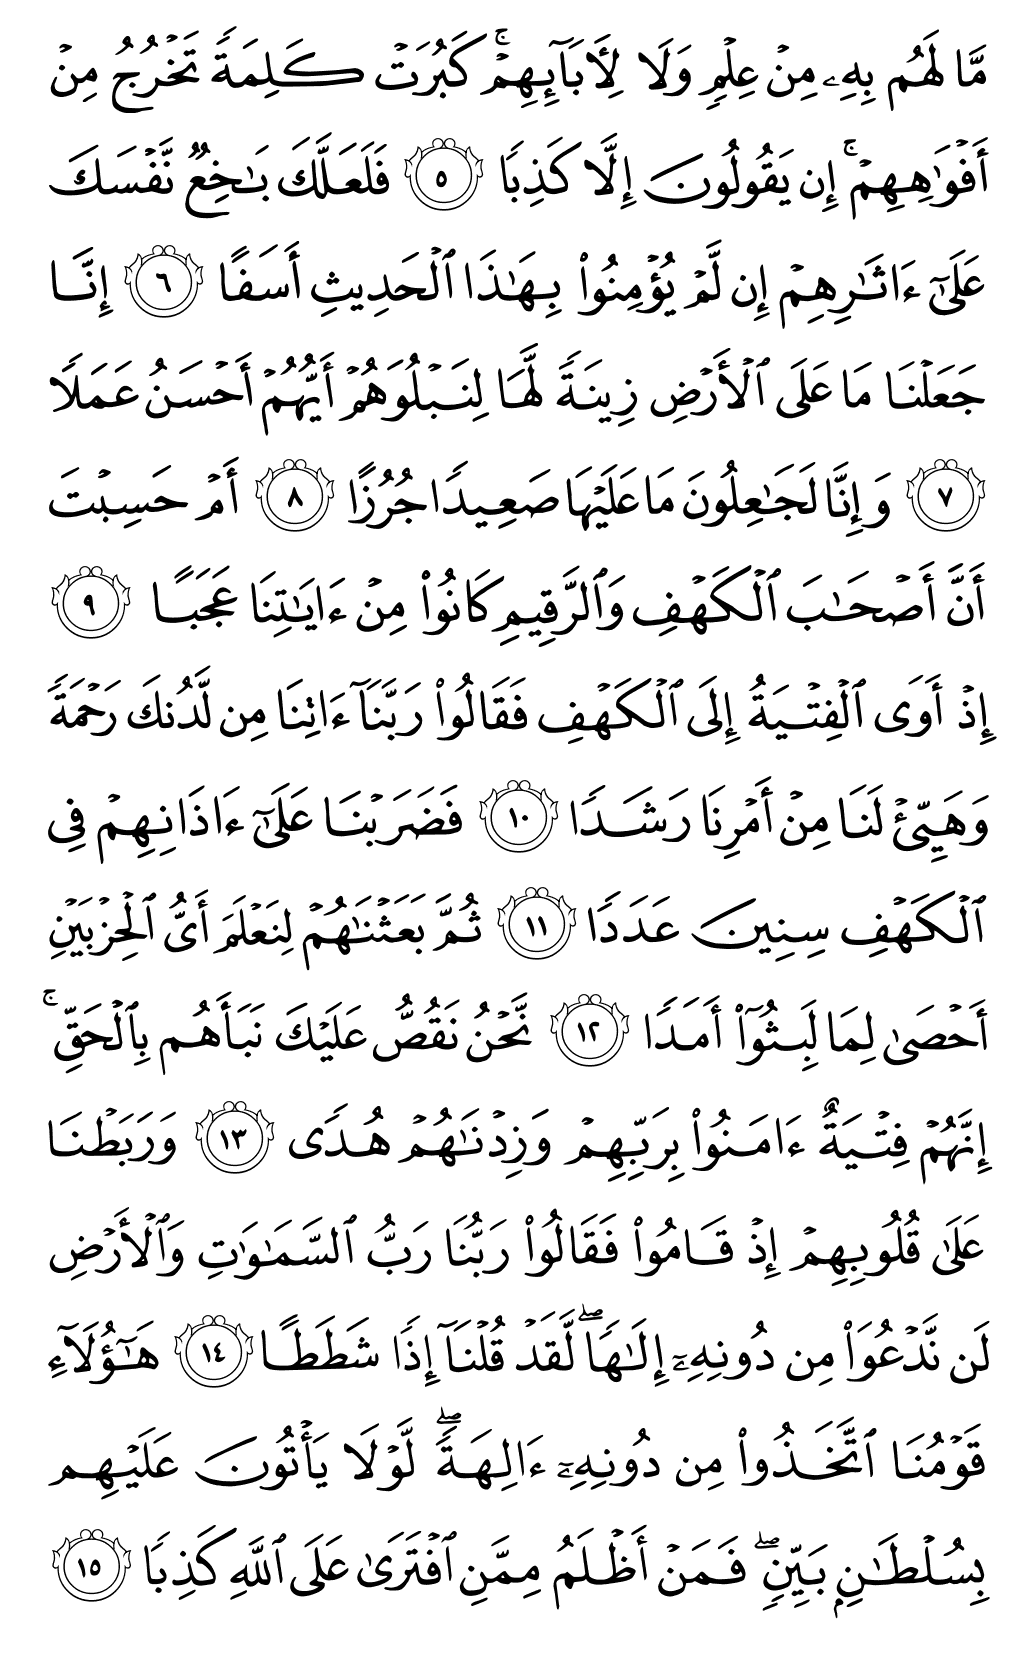 مَّا لَهُم بِهِۦ مِنْ عِلْمٍ وَلَا لِأَبَآئِهِمْ ۚ كَبُرَتْ كَلِمَةً تَخْرُجُ مِنْ
أَفْوَٰهِهِمْ ۚ إِن يَقُولُونَ إِلَّا كَذِبًا ٥ فَلَعَلَّكَ بَـٰخِعٌ نَّفْسَكَ
عَلَىٰٓ ءَاثَـٰرِهِمْ إِن لَّمْ يُؤْمِنُوا۟ بِهَـٰذَا ٱلْحَدِيثِ أَسَفًا ٦ إِنَّا
جَعَلْنَا مَا عَلَى ٱلْأَرْضِ زِينَةً لَّهَا لِنَبْلُوَهُمْ أَيُّهُمْ أَحْسَنُ عَمَلًا
٧ وَإِنَّا لَجَـٰعِلُونَ مَا عَلَيْهَا صَعِيدًا جُرُزًا ٨ أَمْ حَسِبْتَ
أَنَّ أَصْحَـٰبَ ٱلْكَهْفِ وَٱلرَّقِيمِ كَانُوا۟ مِنْ ءَايَـٰتِنَا عَجَبًا ٩
إِذْ أَوَى ٱلْفِتْيَةُ إِلَى ٱلْكَهْفِ فَقَالُوا۟ رَبَّنَآ ءَاتِنَا مِن لَّدُنكَ رَحْمَةً
وَهَيِّئْ لَنَا مِنْ أَمْرِنَا رَشَدًا ١٠ فَضَرَبْنَا عَلَىٰٓ ءَاذَانِهِمْ فِى
ٱلْكَهْفِ سِنِينَ عَدَدًا ١١ ثُمَّ بَعَثْنَـٰهُمْ لِنَعْلَمَ أَىُّ ٱلْحِزْبَيْنِ
أَحْصَىٰ لِمَا لَبِثُوٓا۟ أَمَدًا ١٢ نَّحْنُ نَقُصُّ عَلَيْكَ نَبَأَهُم بِٱلْحَقِّ ۚ
إِنَّهُمْ فِتْيَةٌ ءَامَنُوا۟ بِرَبِّهِمْ وَزِدْنَـٰهُمْ هُدًى ١٣ وَرَبَطْنَا
عَلَىٰ قُلُوبِهِمْ إِذْ قَامُوا۟ فَقَالُوا۟ رَبُّنَا رَبُّ ٱلسَّمَـٰوَٰتِ وَٱلْأَرْضِ
لَن نَّدْعُوَا۟ مِن دُونِهِۦٓ إِلَـٰهًا ۖ لَّقَدْ قُلْنَآ إِذًا شَطَطًا ١٤ هَـٰٓؤُلَآءِ
قَوْمُنَا ٱتَّخَذُوا۟ مِن دُونِهِۦٓ ءَالِهَةً ۖ لَّوْلَا يَأْتُونَ عَلَيْهِم
بِسُلْطَـٰنٍۭ بَيِّنٍ ۖ فَمَنْ أَظْلَمُ مِمَّنِ ٱفْتَرَىٰ عَلَى ٱللَّهِ كَذِبًا ١٥